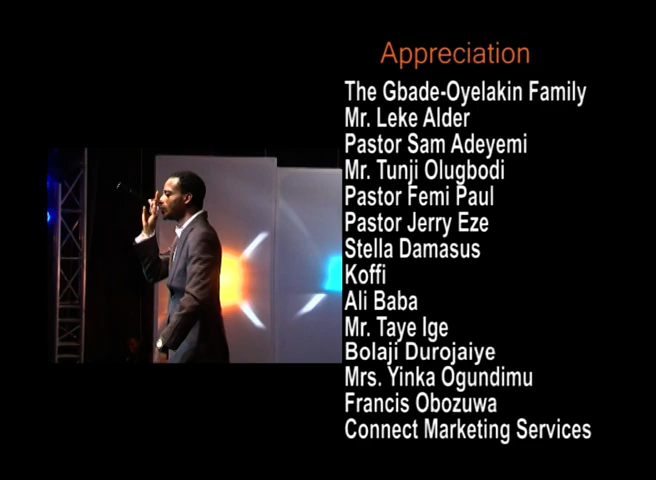 Appreciation
The Gbade-Oyelakin Family
Mr. Leke Alder
Pastor Sam Adeyemi
Mr. Tunji Olugbodi
Pastor Femi Paul
Pastor Jerry Eze
Stella Damasus
Koffi
Ali Baba
Mr. Taye Ige
Bolaji Durojaiye
Mrs. Yinka Ogundimu
Francis Obozuwa
Connect Marketing Services